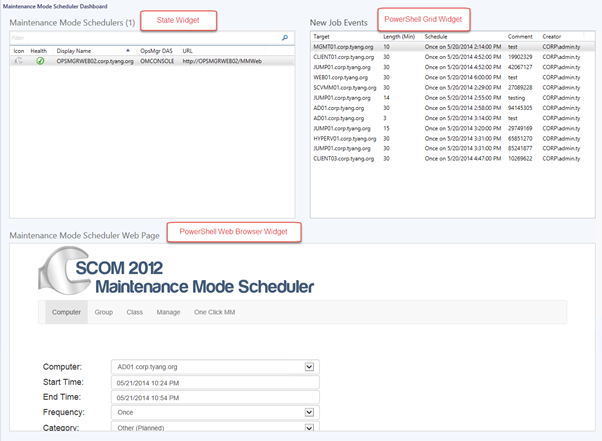 Maintenance Mode Scheduler Dashboard
Maintenance Mode Schedulers (1)
State Widget
Filter
Icon Health Display Name OpsMgr DAS URL
OPSMGRWEB02.corp.tyang.org OMCONSOLE http://OPSMGRWEB02/MMWeb
New Job Events
PowerShell Grid Widget
Target Length (Min) Schedule Comment Creator
MGMT01.corp.tyang.org 10 Once on 5/20/2014 2:14:00 PM test CORP\admin.ty
CLIENT01.corp.tyang.org 30 Once on 5/20/2014 4:52:00 PM 19902329 CORP\admin.ty
JUMP01.corp.tyang.org 30 Once on 5/20/2014 4:52:00 PM 42067127 CORP\admin.ty
WEB01.corp.tyang.org 30 Once on 5/20/2014 6:00:00 PM test CORP\admin.ty
SCVMM01.corp.tyang.org 30 Once on 5/20/2014 2:29:00 PM 27089228 CORP\admin.ty
JUMP01.corp.tyang.org 14 Once on 5/20/2014 2:55:00 PM testing CORP\admin.ty
AD01.corp.tyang.org 30 Once on 5/20/2014 2:58:00 PM 94145305 CORP\admin.ty
AD01.corp.tyang.org 3 Once on 5/20/2014 3:14:00 PM test CORP\admin.ty
JUMP01.corp.tyang.org 15 Once on 5/20/2014 3:20:00 PM 29749169 CORP\admin.ty
HYPERV01.corp.tyang.org 30 Once on 5/20/2014 3:31:00 PM 65851270 CORP\admin.ty
JUMP01.corp.tyang.org 30 Once on 5/20/2014 3:31:00 PM 85241877 CORP\admin.ty
CLIENT03.corp.tyang.org 30 Once on 5/20/2014 4:47:00 PM 10269622 CORP\admin.ty
Maintenance Mode Scheduler Web Page
PowerShell Web Browser Widget
SCOM 2012
Maintenance Mode Scheduler
Computer Group Class Manage One Click MM
Computer: AD01.corp.tyang.org
Start Time: 05/21/2014 10:24 PM
End Time: 05/21/2014 10:54 PM
Frequency: Once
Category: Other (Planned)